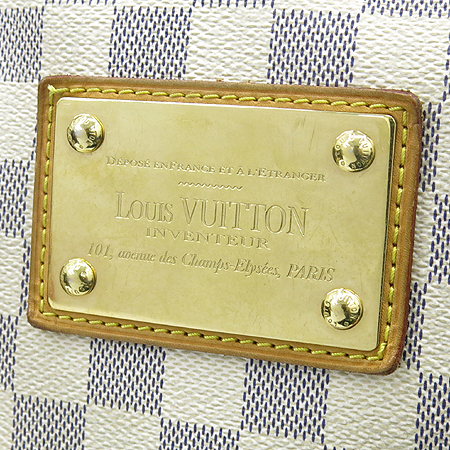 DÉPOSÉ EN FRANCE ET À L'ÉTRANGER
LOUIS VUITTON
INVENTEUR
101, avenue des Champs-Elysées, PARIS